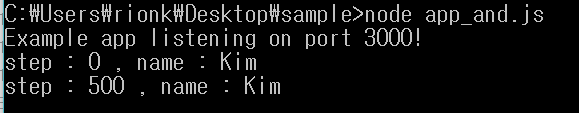 C:₩Users₩rionk₩Desktop₩sample>node app_and.js
Example app listening on port 3000!
step : 0 , name : Kim
step : 500 , name : Kim